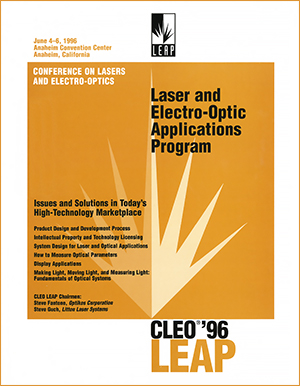 June 4-6, 1996
Anaheim Convention Center
Anaheim, California
LEAP
CONFERENCE ON LASERS
AND ELECTRO-OPTICS
Laser and
Electro-Optic
Applications
Program
Issues and Solutions in Today's
High-Technology Marketplace
Product Design and Development Process
Intellectual Property and Technology Licensing
System Design for Laser and Optical Applications
How to Measure Optical Parameters
Display Applications
Making Light, Moving Light, and Measuring Light:
Fundamentals of Optical Systems
CLEO LEAP Chairmen:
Steve Fantone, Optikos Corporation
Steve Guch, Litton Laser Systems
CLEO® '96
LEAP